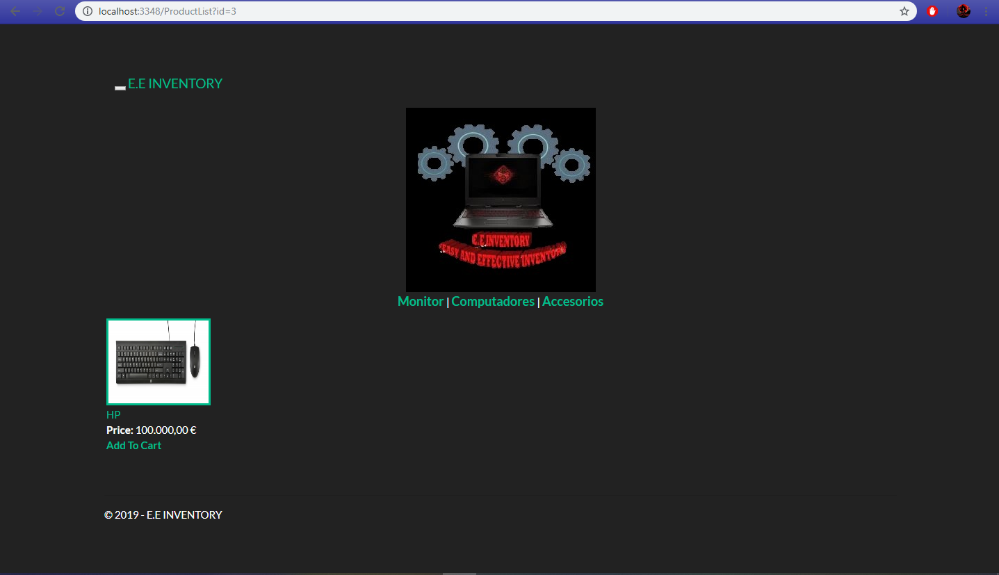 localhost:3348/ProductList?id=3
E.E INVENTORY
E.E.INVENTORY
EASY AND EFFECTIVE INVENTORY
Monitor | Computadores | Accesorios
HP
Price: 100.000,00 €
Add To Cart
© 2019 - E.E INVENTORY